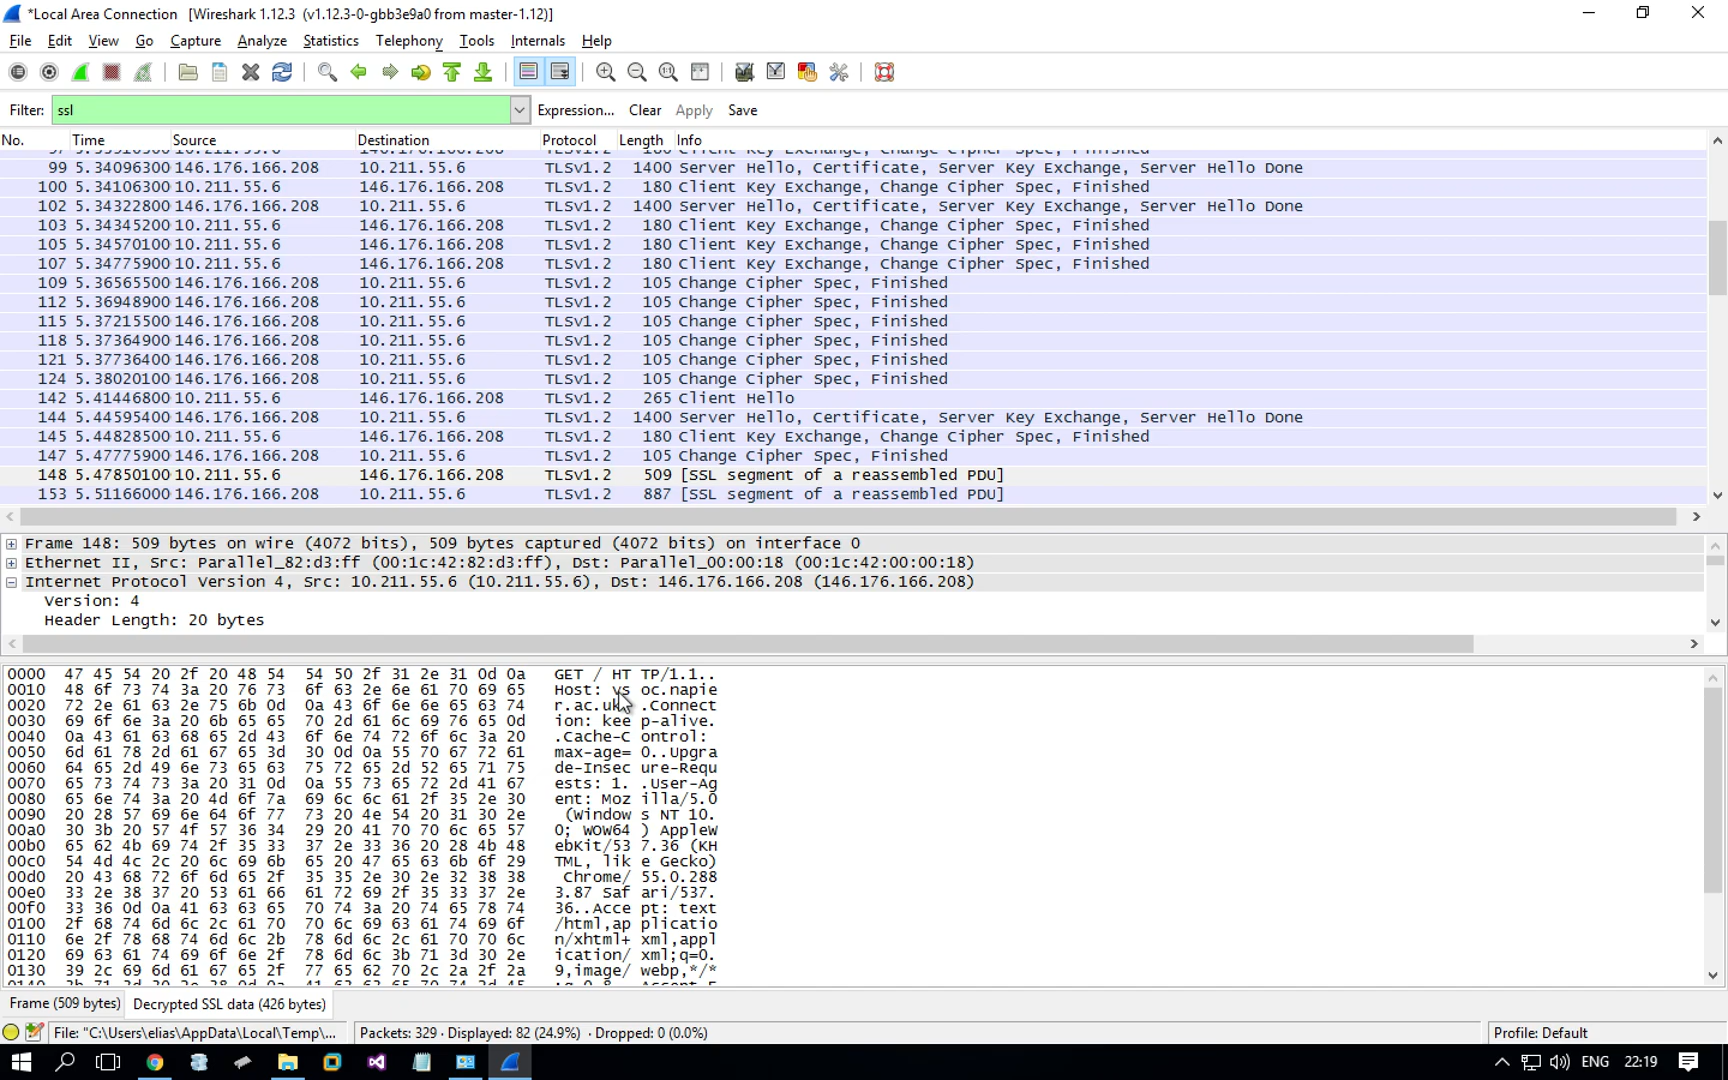 *Local Area Connection [Wireshark 1.12.3 (v1.12.3-0-gbb3e9a0 from master-1.12)]
File Edit View Go Capture Analyze Statistics Telephony Tools Internals Help
Filter: ssl Expression... Clear Apply Save
No. Time Source Destination Protocol Length Info
99 5.34096300 146.176.166.208 10.211.55.6 TLSv1.2 1400 Server Hello, Certificate, Server Key Exchange, Server Hello Done
100 5.34106300 10.211.55.6 146.176.166.208 TLSv1.2 180 Client Key Exchange, Change Cipher Spec, Finished
102 5.34322800 146.176.166.208 10.211.55.6 TLSv1.2 1400 Server Hello, Certificate, Server Key Exchange, Server Hello Done
103 5.34345200 10.211.55.6 146.176.166.208 TLSv1.2 180 Client Key Exchange, Change Cipher Spec, Finished
105 5.34570100 10.211.55.6 146.176.166.208 TLSv1.2 180 Client Key Exchange, Change Cipher Spec, Finished
107 5.34775900 10.211.55.6 146.176.166.208 TLSv1.2 180 Client Key Exchange, Change Cipher Spec, Finished
109 5.36565500 146.176.166.208 10.211.55.6 TLSv1.2 105 Change Cipher Spec, Finished
112 5.36948900 146.176.166.208 10.211.55.6 TLSv1.2 105 Change Cipher Spec, Finished
115 5.37215500 146.176.166.208 10.211.55.6 TLSv1.2 105 Change Cipher Spec, Finished
118 5.37364900 146.176.166.208 10.211.55.6 TLSv1.2 105 Change Cipher Spec, Finished
121 5.37736400 146.176.166.208 10.211.55.6 TLSv1.2 105 Change Cipher Spec, Finished
124 5.38020100 146.176.166.208 10.211.55.6 TLSv1.2 105 Change Cipher Spec, Finished
142 5.41446800 10.211.55.6 146.176.166.208 TLSv1.2 265 Client Hello
144 5.44595400 146.176.166.208 10.211.55.6 TLSv1.2 1400 Server Hello, Certificate, Server Key Exchange, Server Hello Done
145 5.44828500 10.211.55.6 146.176.166.208 TLSv1.2 180 Client Key Exchange, Change Cipher Spec, Finished
147 5.47775900 146.176.166.208 10.211.55.6 TLSv1.2 105 Change Cipher Spec, Finished
148 5.47850100 10.211.55.6 146.176.166.208 TLSv1.2 509 [SSL segment of a reassembled PDU]
153 5.51166000 146.176.166.208 10.211.55.6 TLSv1.2 887 [SSL segment of a reassembled PDU]
Frame 148: 509 bytes on wire (4072 bits), 509 bytes captured (4072 bits) on interface 0
Ethernet II, Src: Parallel_82:d3:ff (00:1c:42:82:d3:ff), Dst: Parallel_00:00:18 (00:1c:42:00:00:18)
Internet Protocol Version 4, Src: 10.211.55.6 (10.211.55.6), Dst: 146.176.166.208 (146.176.166.208)
Version: 4
Header Length: 20 bytes
0000 47 45 54 20 2f 20 48 54 54 50 2f 31 2e 31 0d 0a GET / HT TP/1.1..
0010 48 6f 73 74 3a 20 76 73 6f 63 2e 6e 61 70 69 65 Host: vs oc.napie
0020 72 2e 61 63 2e 75 6b 0d 0a 43 6f 6e 6e 65 63 74 r.ac.uk. .Connect
0030 69 6f 6e 3a 20 6b 65 65 70 2d 61 6c 69 76 65 0d ion: kee p-alive.
0040 0a 43 61 63 68 65 2d 43 6f 6e 74 72 6f 6c 3a 20 .Cache-C ontrol:
0050 6d 61 78 2d 61 67 65 3d 30 0d 0a 55 70 67 72 61 max-age= 0..Upgra
0060 64 65 2d 49 6e 73 65 63 75 72 65 2d 52 65 71 75 de-Insec ure-Requ
0070 65 73 74 73 3a 20 31 0d 0a 55 73 65 72 2d 41 67 ests: 1. .User-Ag
0080 65 6e 74 3a 20 4d 6f 7a 69 6c 6c 61 2f 35 2e 30 ent: Moz illa/5.0
0090 20 28 57 69 6e 64 6f 77 73 20 4e 54 20 31 30 2e (Window s NT 10.
00a0 30 3b 20 57 4f 57 36 34 29 20 41 70 70 6c 65 57 0; WOW64 ) AppleW
00b0 65 62 4b 69 74 2f 35 33 37 2e 33 36 20 28 4b 48 ebKit/53 7.36 (KH
00c0 54 4d 4c 2c 20 6c 69 6b 65 20 47 65 63 6b 6f 29 TML, lik e Gecko)
00d0 20 43 68 72 6f 6d 65 2f 35 35 2e 30 2e 32 38 38 Chrome/ 55.0.288
00e0 33 2e 38 37 20 53 61 66 61 72 69 2f 35 33 37 2e 3.87 Saf ari/537.
00f0 33 36 0d 0a 41 63 63 65 70 74 3a 20 74 65 78 74 36..Acce pt: text
0100 2f 68 74 6d 6c 2c 61 70 70 6c 69 63 61 74 69 6f /html,ap plicatio
0110 6e 2f 78 68 74 6d 6c 2b 78 6d 6c 2c 61 70 70 6c n/xhtml+ xml,appl
0120 69 63 61 74 69 6f 6e 2f 78 6d 6c 3b 71 3d 30 2e ication/ xml;q=0.
0130 39 2c 69 6d 61 67 65 2f 77 65 62 70 2c 2a 2f 2a 9,image/ webp,*/*
Frame (509 bytes) Decrypted SSL data (426 bytes)
File: "C:\Users\elias\AppData\Local\Temp\... Packets: 329 · Displayed: 82 (24.9%) · Dropped: 0 (0.0%) Profile: Default
ENG 22:19